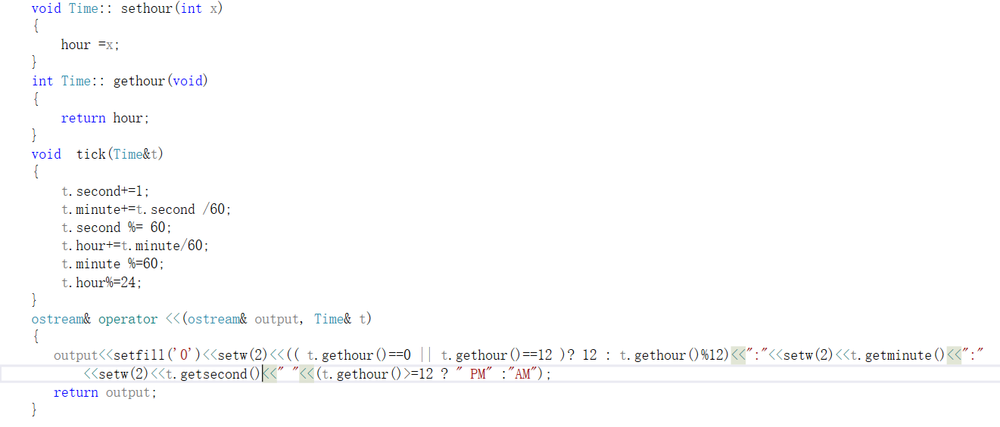 void Time:: sethour(int x)
{
    hour =x;
}
int Time:: gethour(void)
{
    return hour;
}
void  tick(Time&t)
{
    t.second+=1;
    t.minute+=t.second /60;
    t.second %= 60;
    t.hour+=t.minute/60;
    t.minute %=60;
    t.hour%=24;
}
ostream& operator <<(ostream& output, Time& t)
{
   output<<setfill('0')<<setw(2)<<(( t.gethour()==0 || t.gethour()==12 )? 12 : t.gethour()%12)<<":"<<setw(2)<<t.getminute()<<":"
       <<setw(2)<<t.getsecond()<<" "<<(t.gethour()>=12 ? " PM" :"AM");
   return output;
}